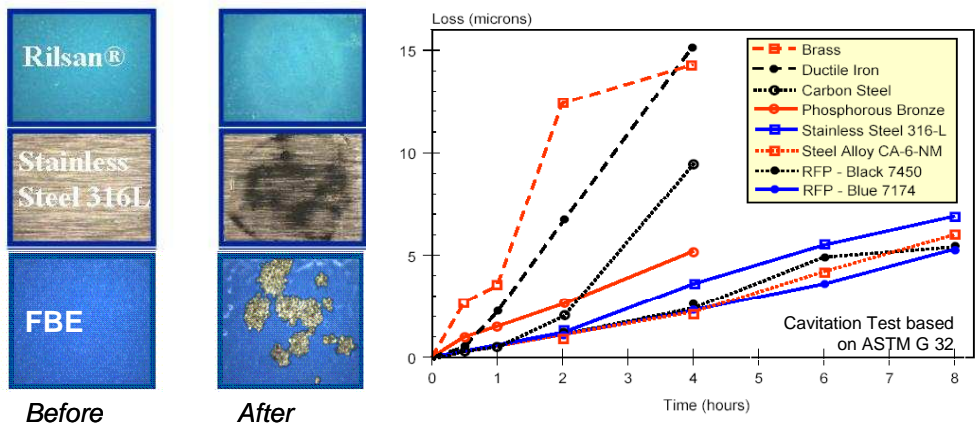 Rilsan®
Stainless
Steel 316L
FBE
Before
After
Loss (microns)
15
10
5
0
0
1
2
3
4
5
6
7
8
Time (hours)
Brass
Ductile Iron
Carbon Steel
Phosphorous Bronze
Stainless Steel 316-L
Steel Alloy CA-6-NM
RFP - Black 7450
RFP - Blue 7174
Cavitation Test based
on ASTM G 32